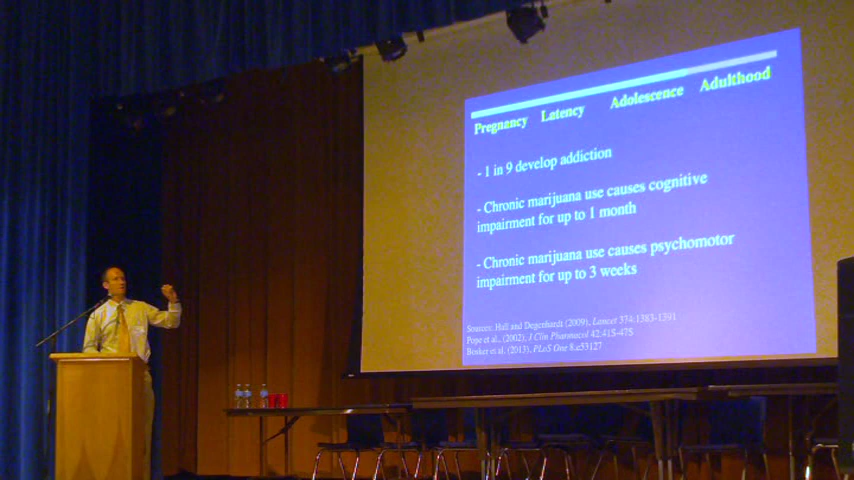 Pregnancy Latency Adolescence Adulthood
- 1 in 9 develop addiction
- Chronic marijuana use causes cognitive
impairment for up to 1 month
- Chronic marijuana use causes psychomotor
impairment for up to 3 weeks
Sources: Hall and Degenhardt (2009), Lancet 374:1383-1391
Pope et al., (2002), J Clin Pharmacol 42:41S-47S
Bosker et al. (2013), PLoS One 8:e53127